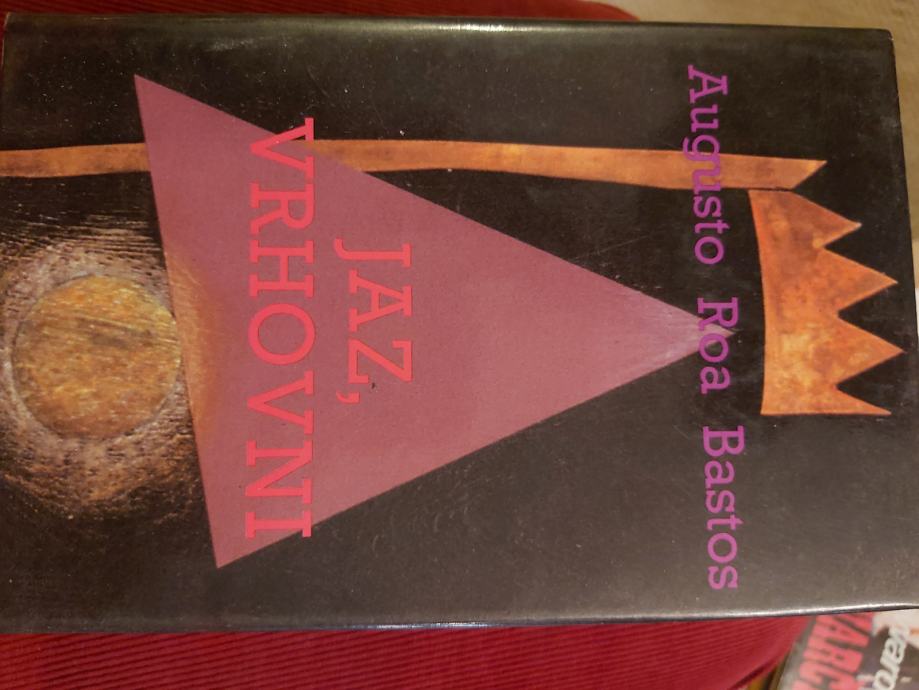 Augusto Roa Bastos
JAZ,
VRHOVNI